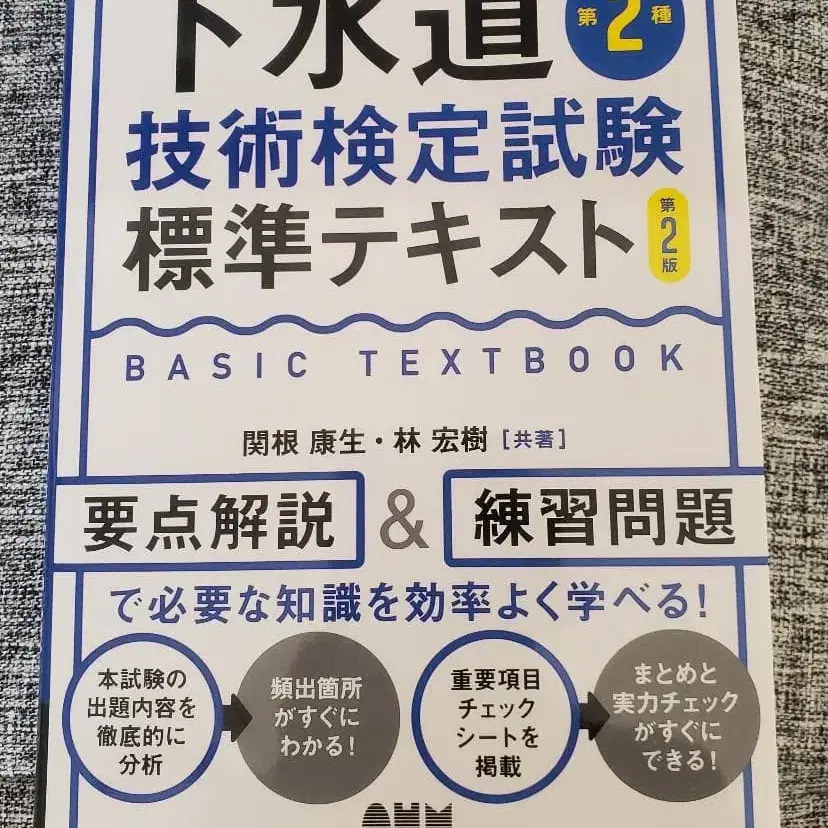 下水道
第2種
技術検定試験
標準テキスト
第2版
BASIC TEXTBOOK
関根 康生・林 宏樹 [共著]
要点解説 & 練習問題
で必要な知識を効率よく学べる!
本試験の
出題内容を
徹底的に
分析
頻出箇所
がすぐに
わかる!
重要項目
チェック
シートを
掲載
まとめと
実力チェック
がすぐに
できる!
OHM